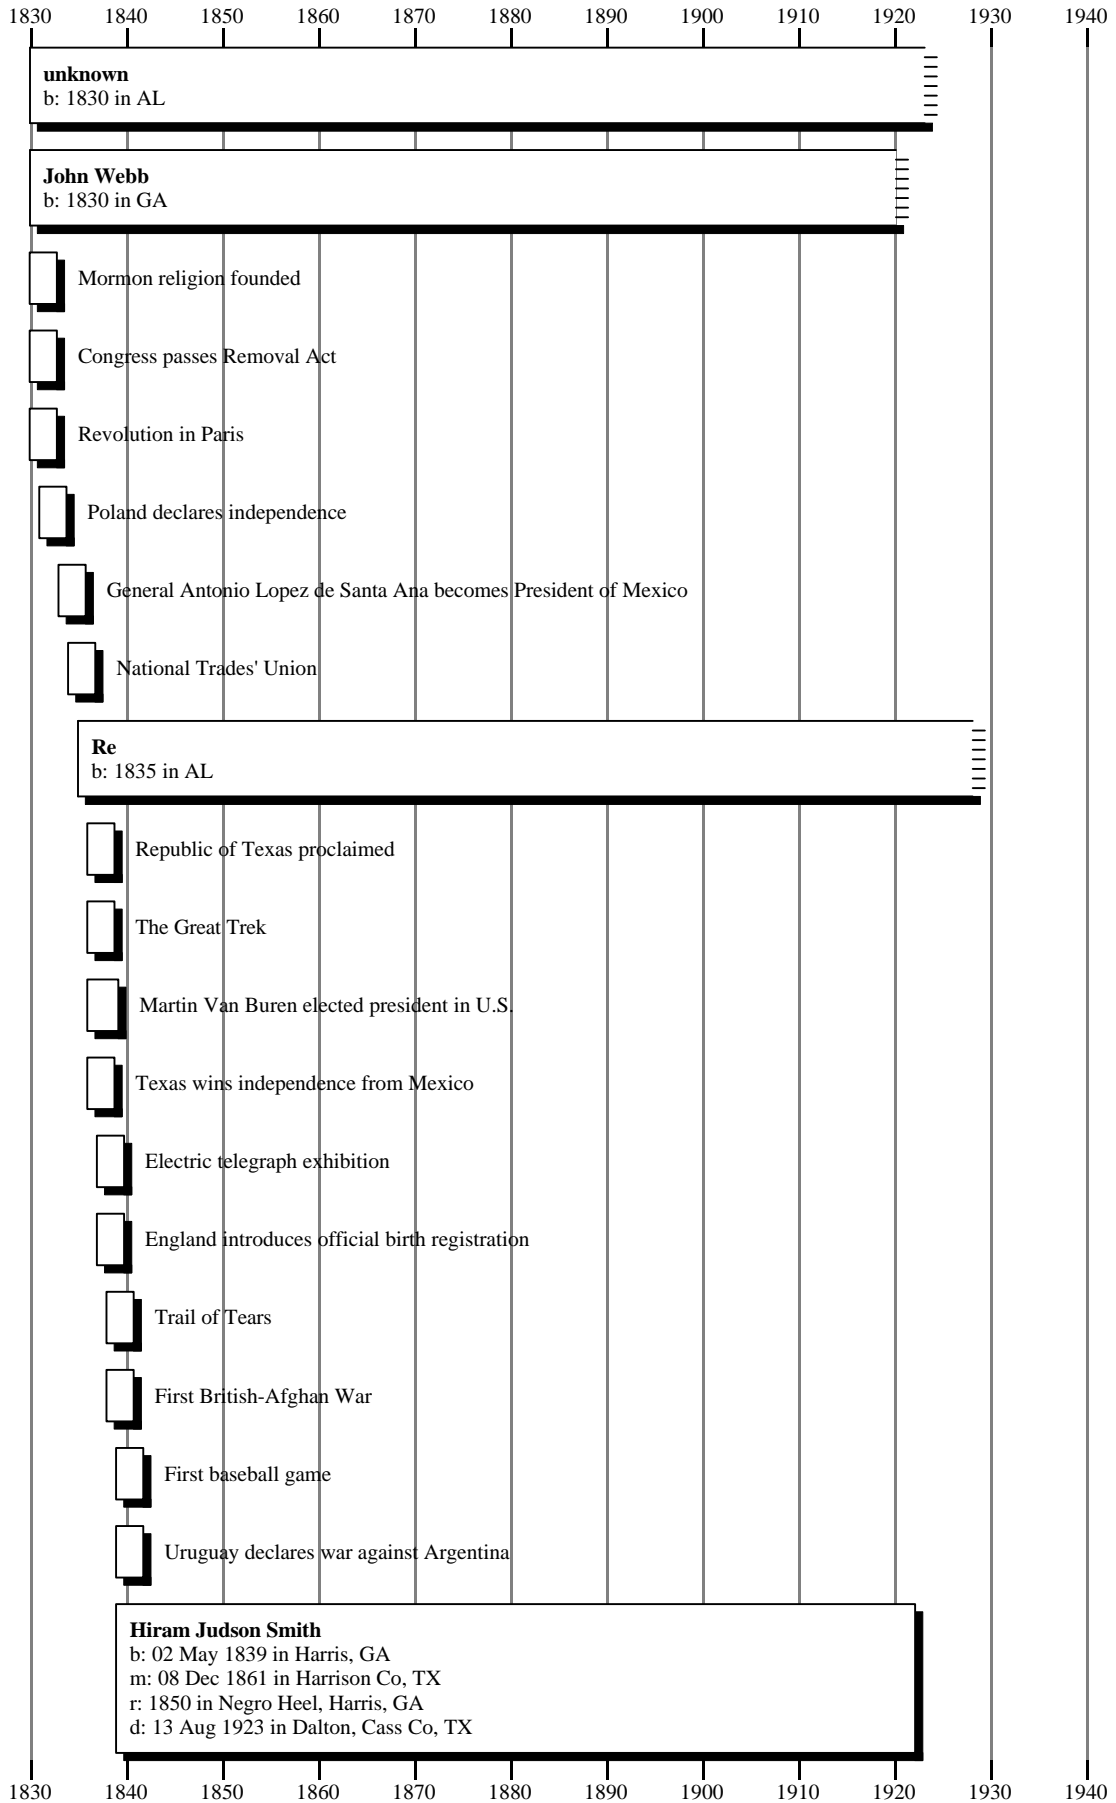 1830 1840 1850 1860 1870 1880 1890 1900 1910 1920 1930 1940
unknown
b: 1830 in AL
John Webb
b: 1830 in GA
Mormon religion founded
Congress passes Removal Act
Revolution in Paris
Poland declares independence
General Antonio Lopez de Santa Ana becomes President of Mexico
National Trades' Union
Re
b: 1835 in AL
Republic of Texas proclaimed
The Great Trek
Martin Van Buren elected president in U.S.
Texas wins independence from Mexico
Electric telegraph exhibition
England introduces official birth registration
Trail of Tears
First British-Afghan War
First baseball game
Uruguay declares war against Argentina
Hiram Judson Smith
b: 02 May 1839 in Harris, GA
m: 08 Dec 1861 in Harrison Co, TX
r: 1850 in Negro Heel, Harris, GA
d: 13 Aug 1923 in Dalton, Cass Co, TX
1830 1840 1850 1860 1870 1880 1890 1900 1910 1920 1930 1940